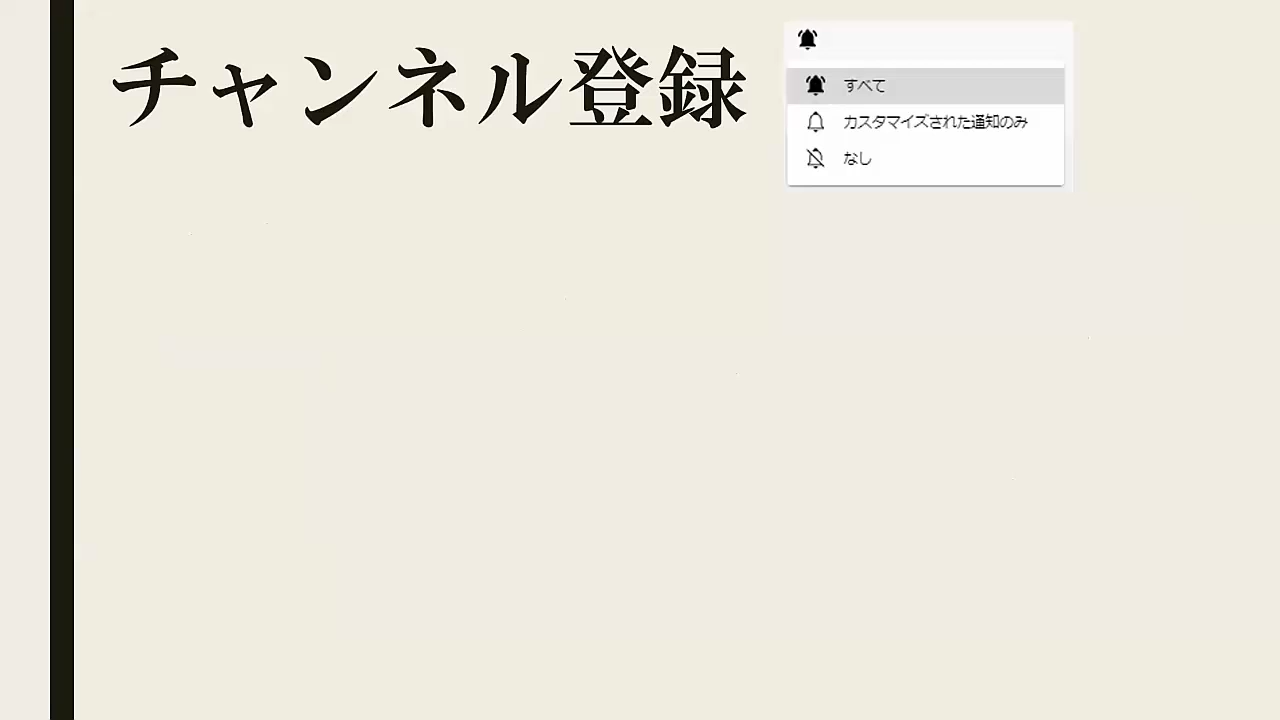 チャンネル登録
すべて
カスタマイズされた通知のみ
なし